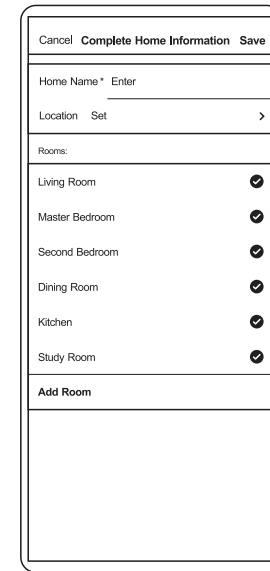 Cancel Complete Home Information Save
Home Name* Enter
Location Set
Rooms:
Living Room
Master Bedroom
Second Bedroom
Dining Room
Kitchen
Study Room
Add Room